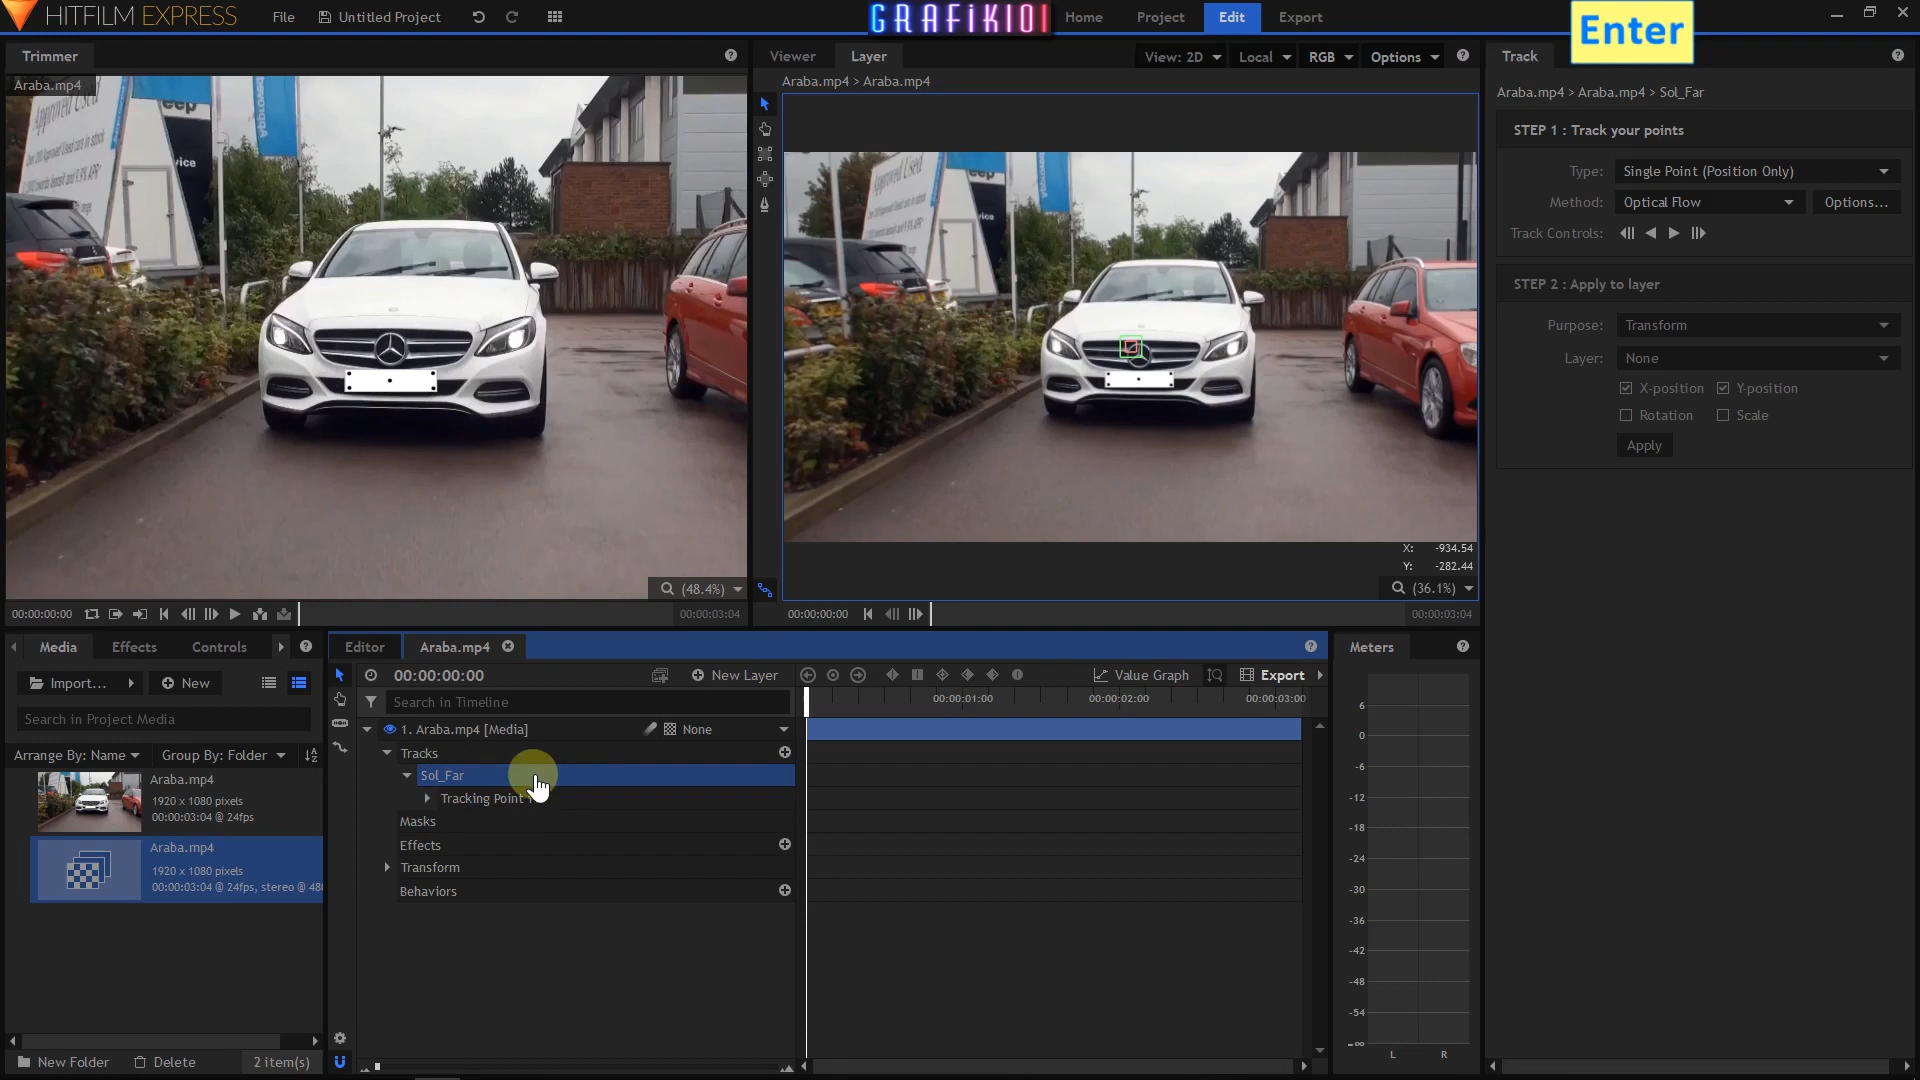 HITFILM EXPRESS
File
Untitled Project
GRAFiK101
Home
Project
Edit
Export
Enter
Trimmer
Viewer
Layer
View: 2D
Local
RGB
Options
Track
Araba.mp4
Araba.mp4 > Araba.mp4
Araba.mp4 > Araba.mp4 > Sol_Far
STEP 1 : Track your points
Type:
Single Point (Position Only)
Method:
Optical Flow
Options...
Track Controls:
STEP 2 : Apply to layer
Purpose:
Transform
Layer:
None
X-position
Y-position
Rotation
Scale
Apply
Approved Used
vice
X: -934.54
Y: -282.44
(48.4%)
(36.1%)
00:00:00:00
00:00:03:04
00:00:00:00
00:00:03:04
Media
Effects
Controls
Editor
Araba.mp4
Meters
Import...
New
00:00:00:00
New Layer
Value Graph
Export
Search in Project Media
Search in Timeline
00:00:01:00
00:00:02:00
00:00:03:00
Arrange By: Name
Group By: Folder
Araba.mp4
1920 x 1080 pixels
00:00:03:04 @ 24fps
Araba.mp4
1920 x 1080 pixels
00:00:03:04 @ 24fps, stereo @ 48
1. Araba.mp4 [Media]
None
Tracks
Sol_Far
Tracking Point 1
Masks
Effects
Transform
Behaviors
6
0
-6
-12
-18
-24
-30
-36
-42
-48
-54
-∞
L
R
New Folder
Delete
2 item(s)